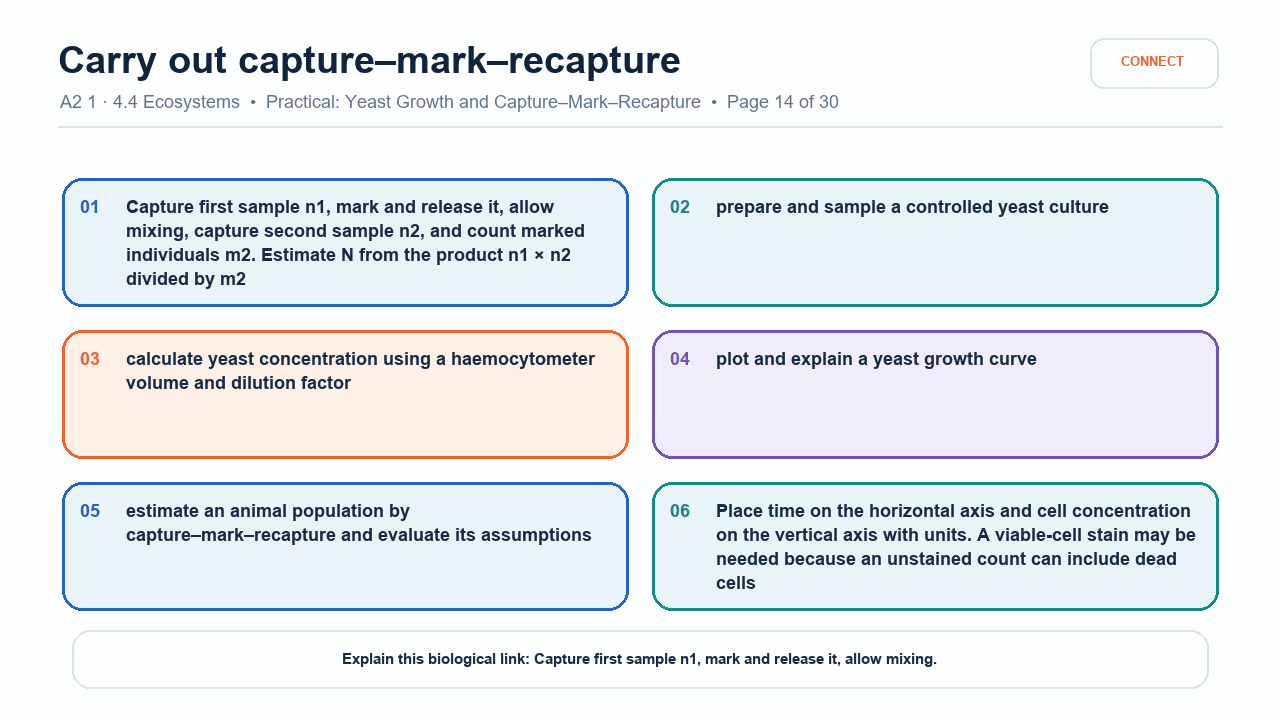 Carry out capture–mark–recapture
CONNECT
A2 1 · 4.4 Ecosystems • Practical: Yeast Growth and Capture–Mark–Recapture • Page 14 of 30
01
Capture first sample n1, mark and release it, allow
mixing, capture second sample n2, and count marked
individuals m2. Estimate N from the product n1 × n2
divided by m2
02
prepare and sample a controlled yeast culture
03
calculate yeast concentration using a haemocytometer
volume and dilution factor
04
plot and explain a yeast growth curve
05
estimate an animal population by
capture–mark–recapture and evaluate its assumptions
06
Place time on the horizontal axis and cell concentration
on the vertical axis with units. A viable-cell stain may be
needed because an unstained count can include dead
cells
Explain this biological link: Capture first sample n1, mark and release it, allow mixing.